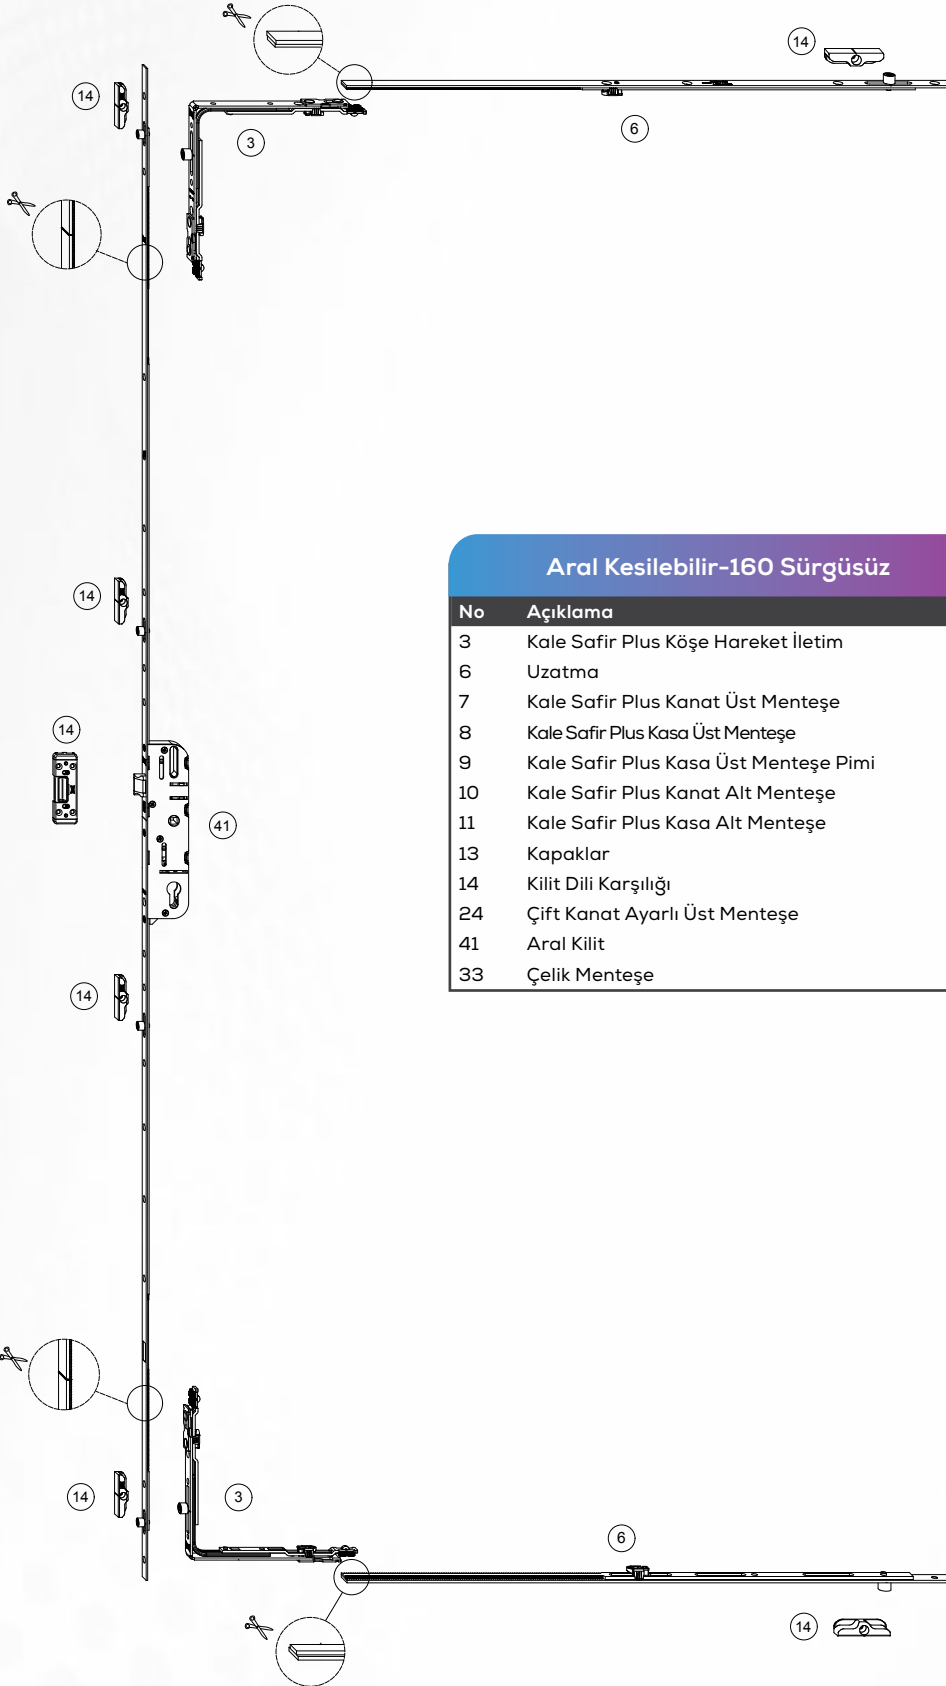 14
14
3
6
Aral Kesilebilir-160 Sürgüsüz
No Açıklama
3 Kale Safir Plus Köşe Hareket İletim
6 Uzatma
7 Kale Safir Plus Kanat Üst Menteşe
8 Kale Safir Plus Kasa Üst Menteşe
9 Kale Safir Plus Kasa Üst Menteşe Pimi
10 Kale Safir Plus Kanat Alt Menteşe
11 Kale Safir Plus Kasa Alt Menteşe
13 Kapaklar
14 Kilit Dili Karşılığı
24 Çift Kanat Ayarlı Üst Menteşe
41 Aral Kilit
33 Çelik Menteşe
14
14
41
14
14
3
6
14